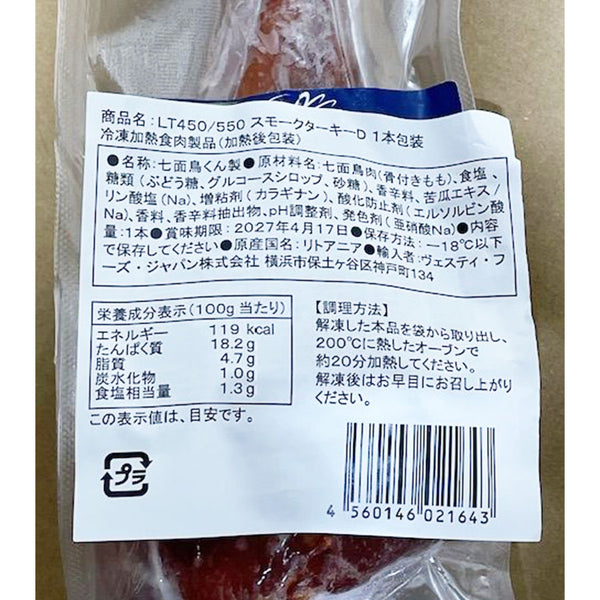 商品名：LT450/550 スモークターキーD 1本包装
冷凍加熱食肉製品（加熱後包装）
●名称：七面鳥くん製●原材料名：七面鳥肉（骨付きもも）、食塩、
糖類（ぶどう糖、グルコースシロップ、砂糖）、香辛料、苦瓜エキス/
リン酸塩（Na）、増粘剤（カラギナン）、酸化防止剤（エルソルビン酸
Na）、香料、香辛料抽出物、pH調整剤、発色剤（亜硝酸Na）●内容
量：1本●賞味期限：2027年4月17日●保存方法：－18℃以下
で保存してください●原産国名：リトアニア●輸入者：ヴェスティ・フ
ーズ・ジャパン株式会社 横浜市保土ヶ谷区神戸町134
栄養成分表示（100g当たり）
エネルギー 119 kcal
たんぱく質 18.2g
脂質 4.7g
炭水化物 1.0g
食塩相当量 1.3g
この表示値は、目安です。
【調理方法】
解凍した本品を袋から取り出し、
200℃に熱したオーブンで
約20分加熱してください。
解凍後はお早目にお召し上がり
ください。
プラ
4 560146 021643